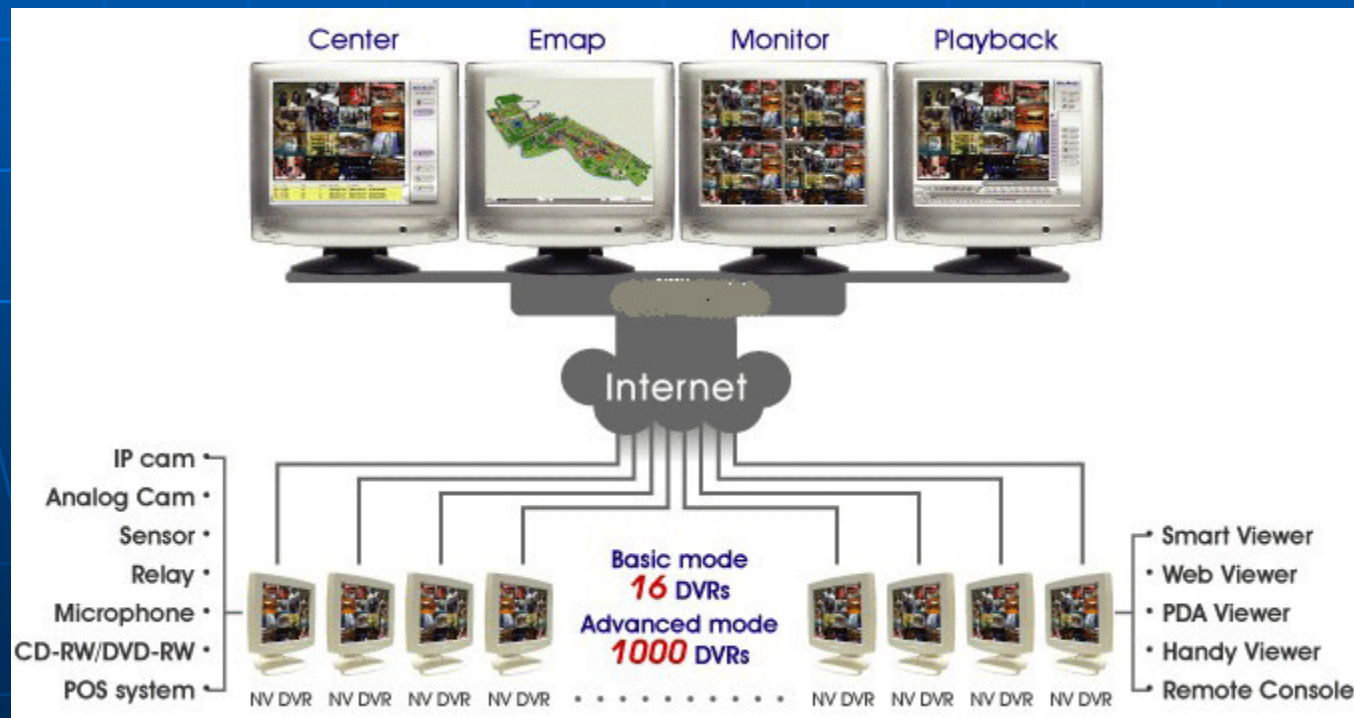 Center Emap Monitor Playback
Internet
IP cam
Analog Cam
Sensor
Relay
Microphone
CD-RW/DVD-RW
POS system
Basic mode
16 DVRs
Advanced mode
1000 DVRs
Smart Viewer
Web Viewer
PDA Viewer
Handy Viewer
Remote Console
NV DVR NV DVR NV DVR NV DVR . . . . . . . . . . NV DVR NV DVR NV DVR NV DVR